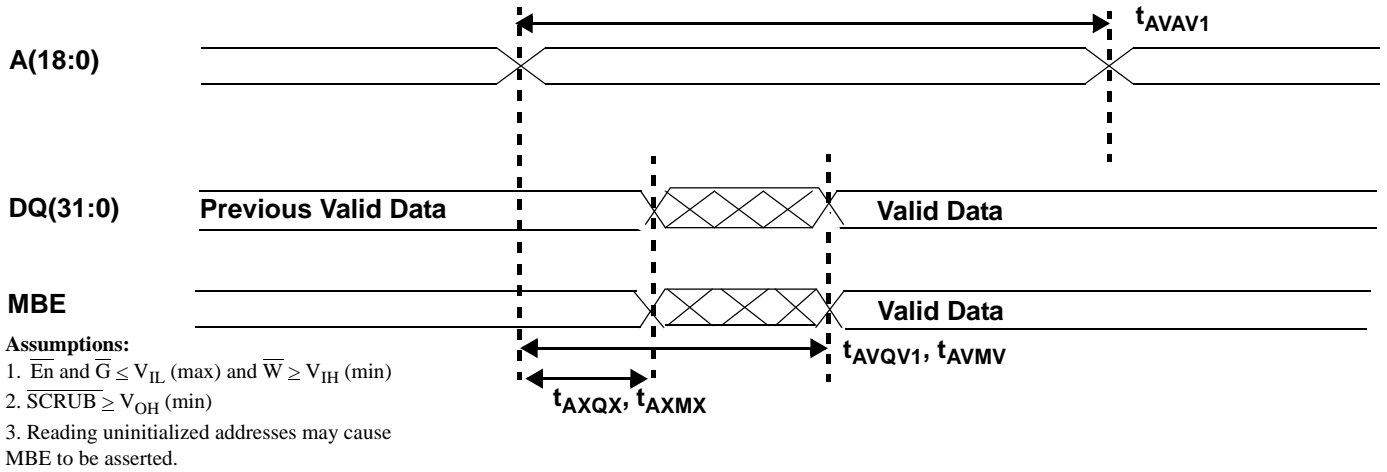 tAVAV1
A(18:0)
DQ(31:0)
Previous Valid Data
Valid Data
MBE
Valid Data
tAVQV1, tAVMV
tAXQX, tAXMX
Assumptions:
1. E̅n̅ and G̅ ≤ VIL (max) and W̅ ≥ VIH (min)
2. S̅C̅R̅U̅B̅ ≥ VOH (min)
3. Reading uninitialized addresses may cause
MBE to be asserted.